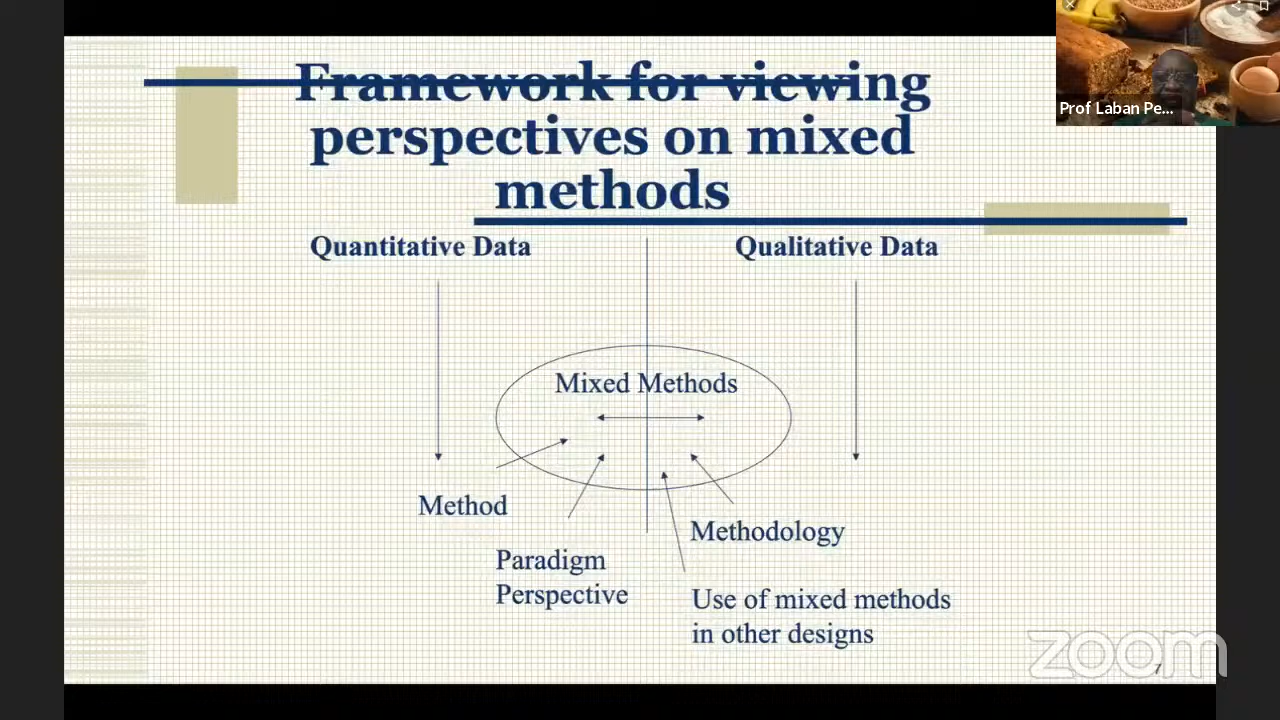 Framework for viewing
perspectives on mixed
methods
Prof Laban Pe...
Quantitative Data
Qualitative Data
Mixed Methods
Method
Methodology
Paradigm
Perspective
Use of mixed methods
in other designs
zoom
7